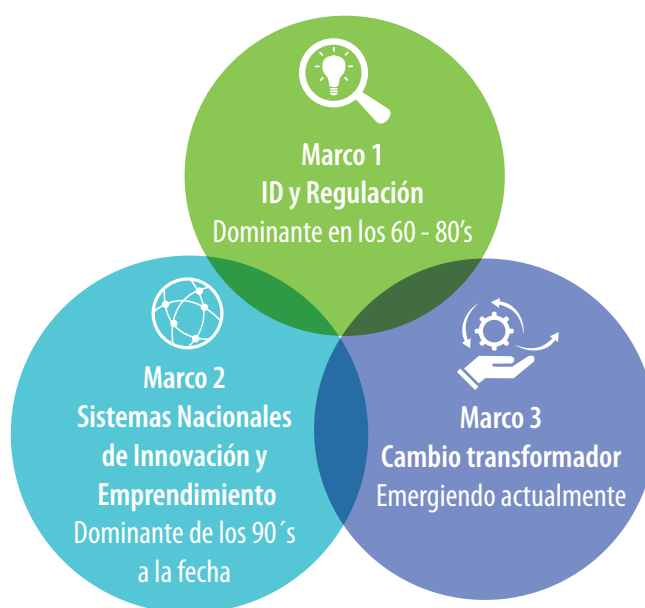 Marco 1
ID y Regulación
Dominante en los 60 - 80's
Marco 2
Sistemas Nacionales
de Innovación y
Emprendimiento
Dominante de los 90´s
a la fecha
Marco 3
Cambio transformador
Emergiendo actualmente